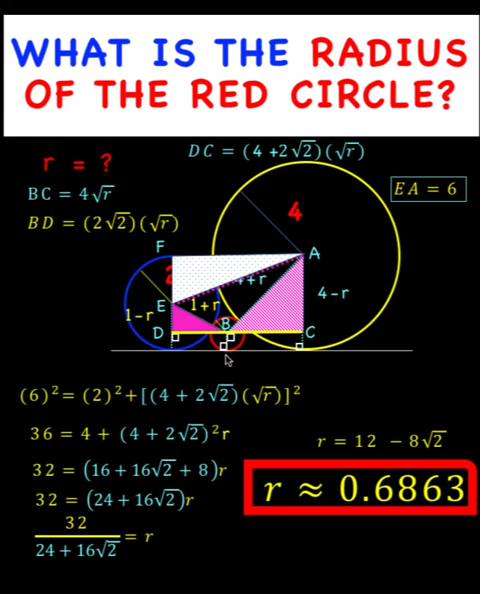 WHAT IS THE RADIUS
OF THE RED CIRCLE?
r = ?
DC = (4 +2√2)(√r)
BC = 4√r
EA = 6
BD = (2√2)(√r)
4
F
A
2
4+r
4−r
1+r
E
1−r
B
D
C
(6)²= (2)²+[(4 + 2√2)(√r)]²
36 = 4 + (4 + 2√2)²r
r = 12 − 8√2
32 = (16 + 16√2 + 8)r
r ≈ 0.6863
32 = (24 + 16√2)r
32
24 + 16√2 = r